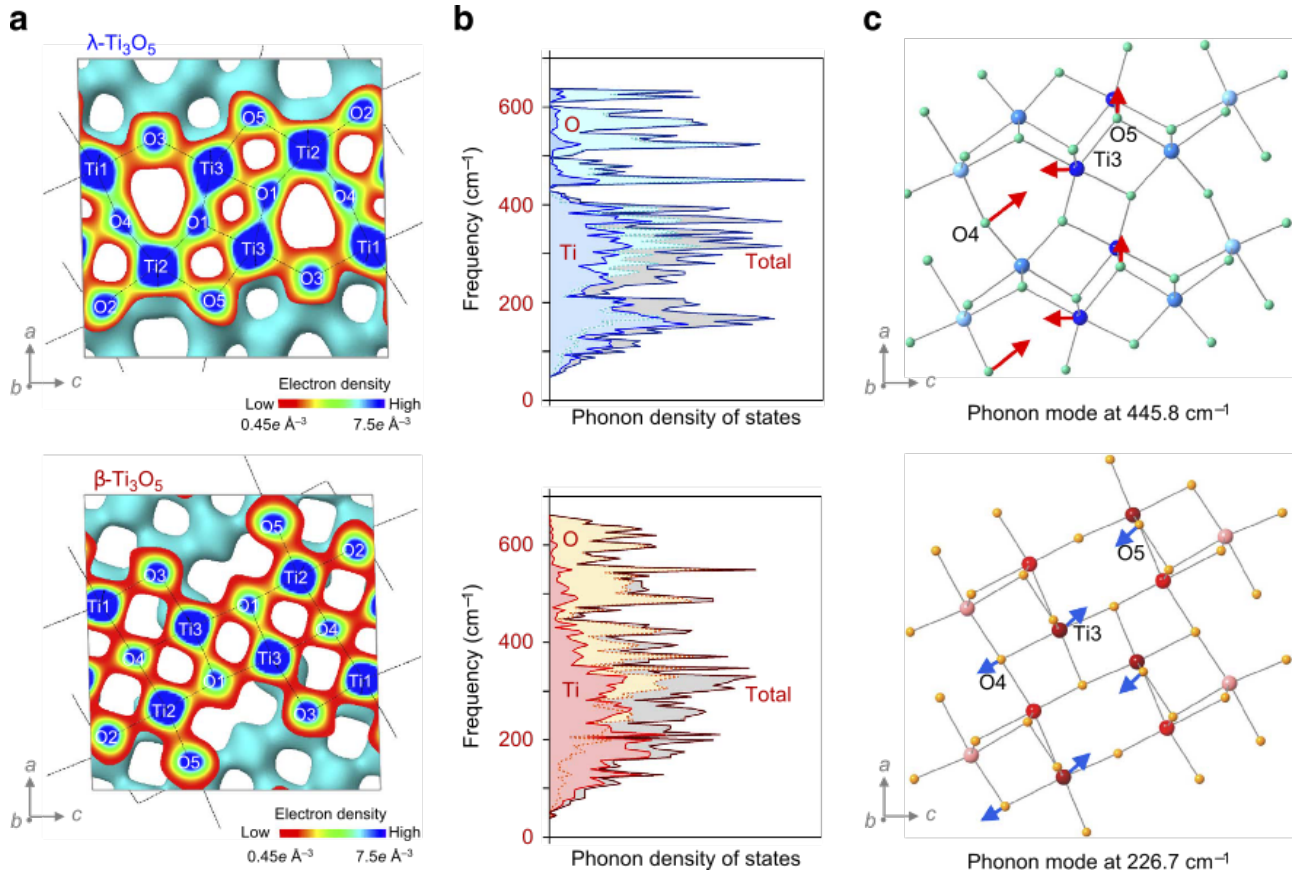 a
λ-Ti₃O₅
O2
O5
Ti2
O3
Ti1
Ti3
O1
O4
O4
O1
Ti1
Ti3
Ti2
O3
O2
O5
a
b
c
Electron density
Low
High
0.45e Å⁻³
7.5e Å⁻³
β-Ti₃O₅
O5
O2
Ti2
O3
Ti1
O1
Ti3
O4
O4
Ti3
O1
Ti1
Ti2
O3
O2
O5
a
b
c
Electron density
Low
High
0.45e Å⁻³
7.5e Å⁻³
b
Frequency (cm⁻¹)
600
400
200
0
O
Ti
Total
Phonon density of states
Frequency (cm⁻¹)
600
400
200
0
O
Ti
Total
Phonon density of states
c
O5
Ti3
O4
a
b
c
Phonon mode at 445.8 cm⁻¹
O5
Ti3
O4
a
b
c
Phonon mode at 226.7 cm⁻¹